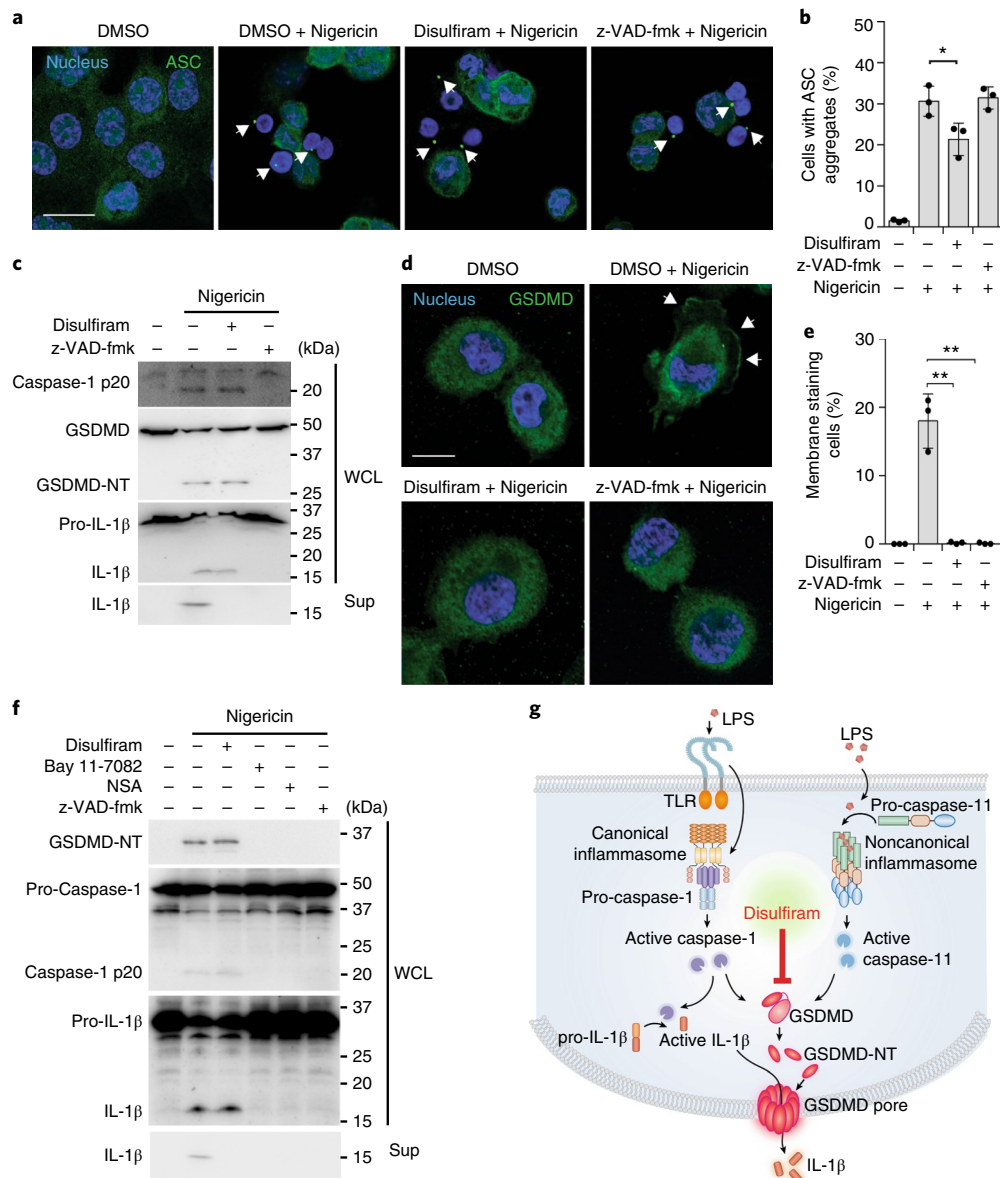 a
DMSO
DMSO + Nigericin
Disulfiram + Nigericin
z-VAD-fmk + Nigericin
Nucleus
ASC
b
Cells with ASC
aggregates (%)
50
30
20
10
0
*
Disulfiram – – + –
z-VAD-fmk – – – +
Nigericin – + + +
c
Nigericin
Disulfiram – – + –
z-VAD-fmk – – – + (kDa)
Caspase-1 p20
20
GSDMD
50
37
GSDMD-NT
25
Pro-IL-1β
37
25
20
IL-1β
15
WCL
IL-1β
15
Sup
d
DMSO
DMSO + Nigericin
Nucleus
GSDMD
Disulfiram + Nigericin
z-VAD-fmk + Nigericin
e
Membrane staining
cells (%)
30
20
10
0
**
**
Disulfiram – – + –
z-VAD-fmk – – – +
Nigericin – + + +
f
Nigericin
Disulfiram – – + – – –
Bay 11-7082 – – – + – –
NSA – – – – + –
z-VAD-fmk – – – – – + (kDa)
GSDMD-NT
37
Pro-Caspase-1
50
37
25
Caspase-1 p20
20
WCL
Pro-IL-1β
37
25
20
IL-1β
15
IL-1β
15
Sup
g
LPS
LPS
TLR
Pro-caspase-11
Canonical
inflammasome
Noncanonical
inflammasome
Pro-caspase-1
Disulfiram
Active caspase-1
Active
caspase-11
GSDMD
pro-IL-1β
Active IL-1β
GSDMD-NT
GSDMD pore
IL-1β